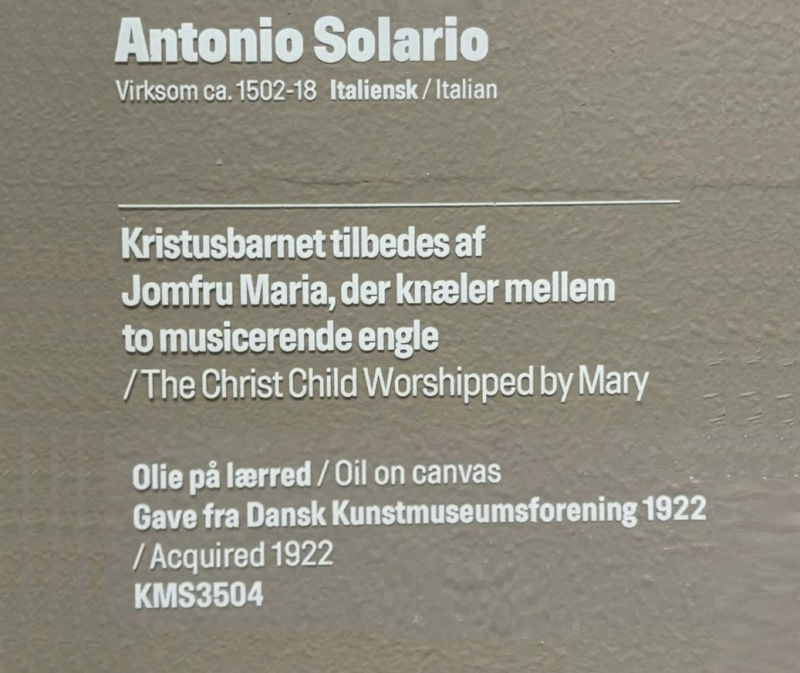 Antonio Solario
Virksom ca. 1502-18 Italiensk / Italian
Kristusbarnet tilbedes af
Jomfru Maria, der knæler mellem
to musicerende engle
/ The Christ Child Worshipped by Mary
Olie på lærred / Oil on canvas
Gave fra Dansk Kunstmuseumsforening 1922
/ Acquired 1922
KMS3504